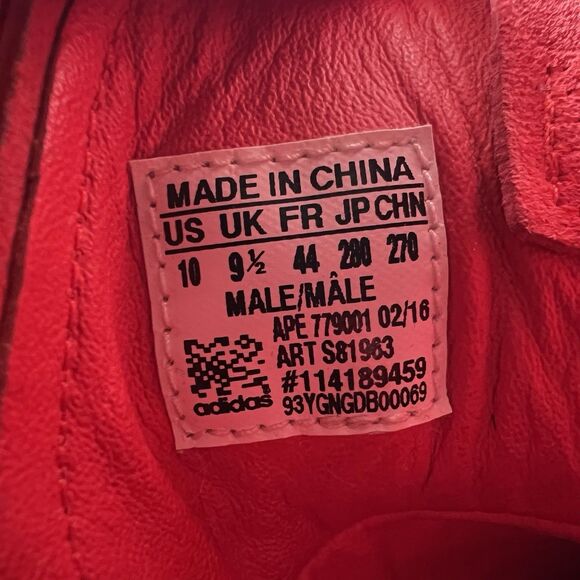 MADE IN CHINA
US UK FR JP CHN
10 9½ 44 280 270
MALE/MÂLE
APE 779001 02/16
ART S81963
#114189459
adidas 93YGNGDB00069